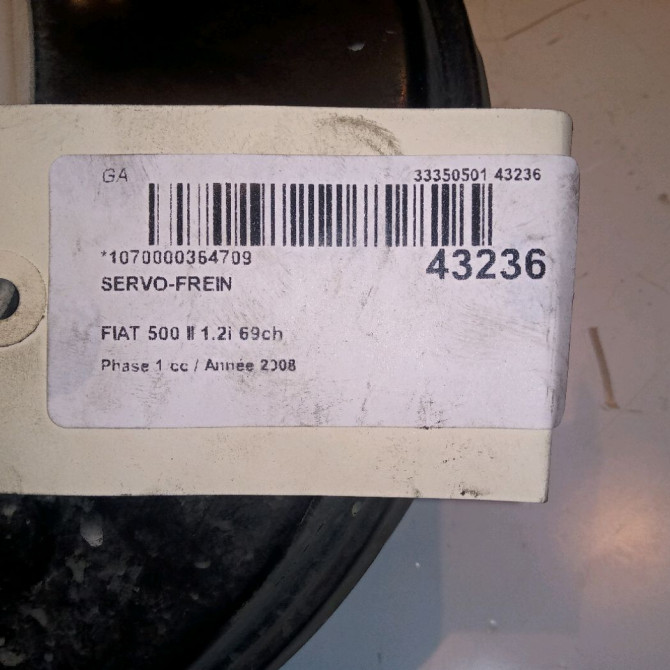 GA 33350501 43236
*1070000364709
43236
SERVO-FREIN
FIAT 500 II 1.2i 69ch
Phase 1 cc / Année 2008